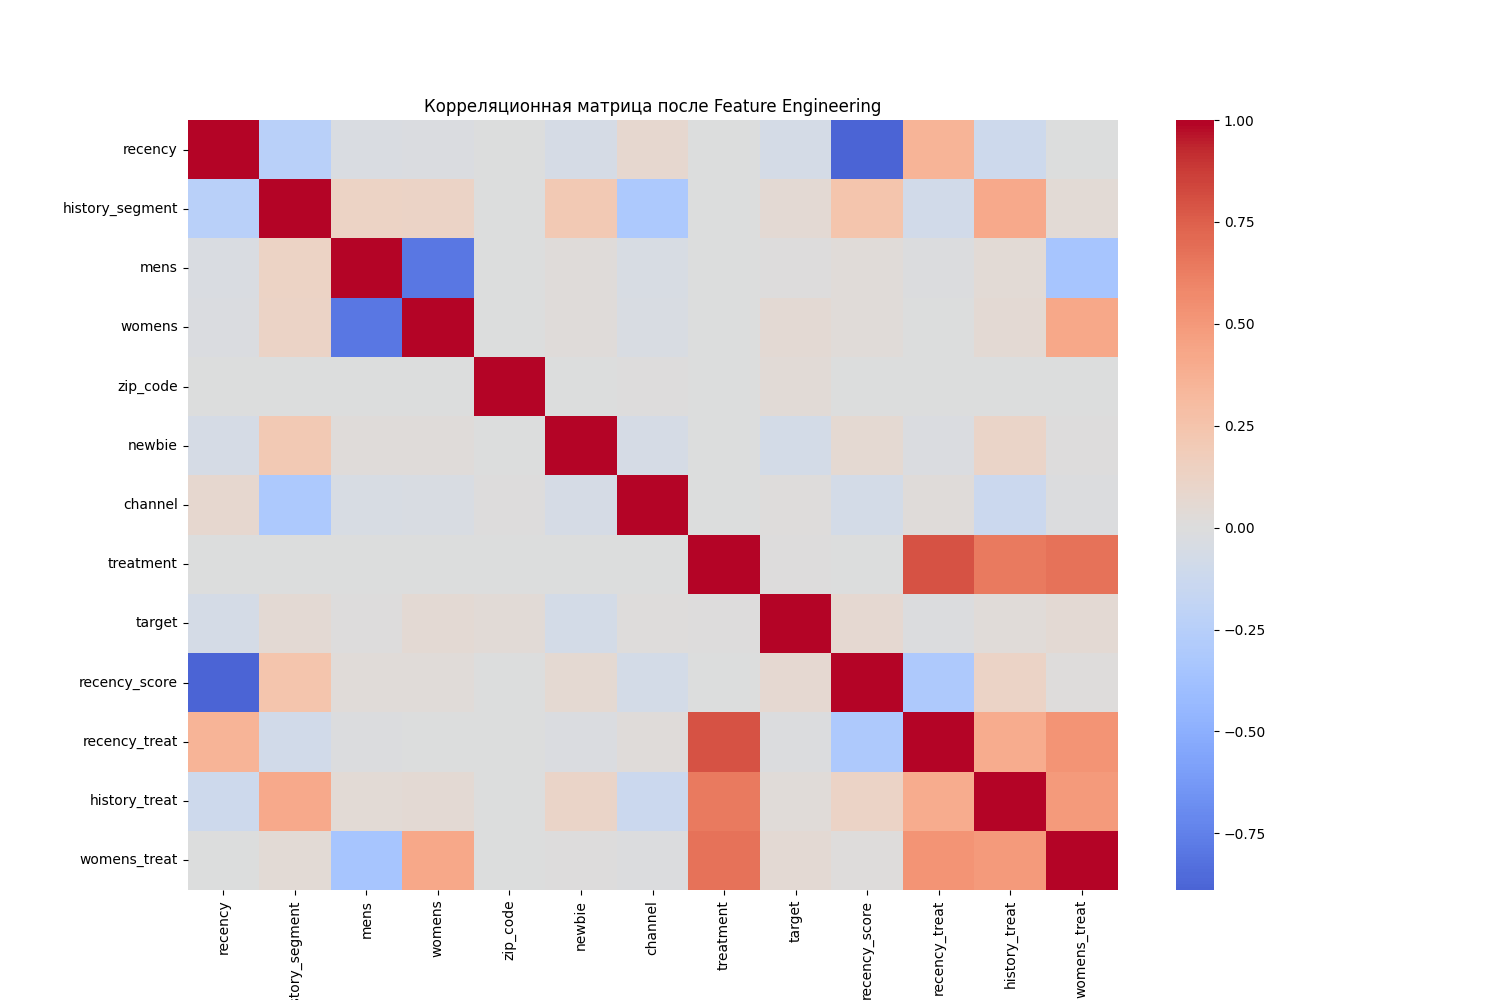 Корреляционная матрица после Feature Engineering
recency
history_segment
mens
womens
zip_code
newbie
channel
treatment
target
recency_score
recency_treat
history_treat
womens_treat
recency
tory_segment
mens
womens
zip_code
newbie
channel
treatment
target
recency_score
recency_treat
history_treat
womens_treat
1.00
0.75
0.50
0.25
0.00
−0.25
−0.50
−0.75